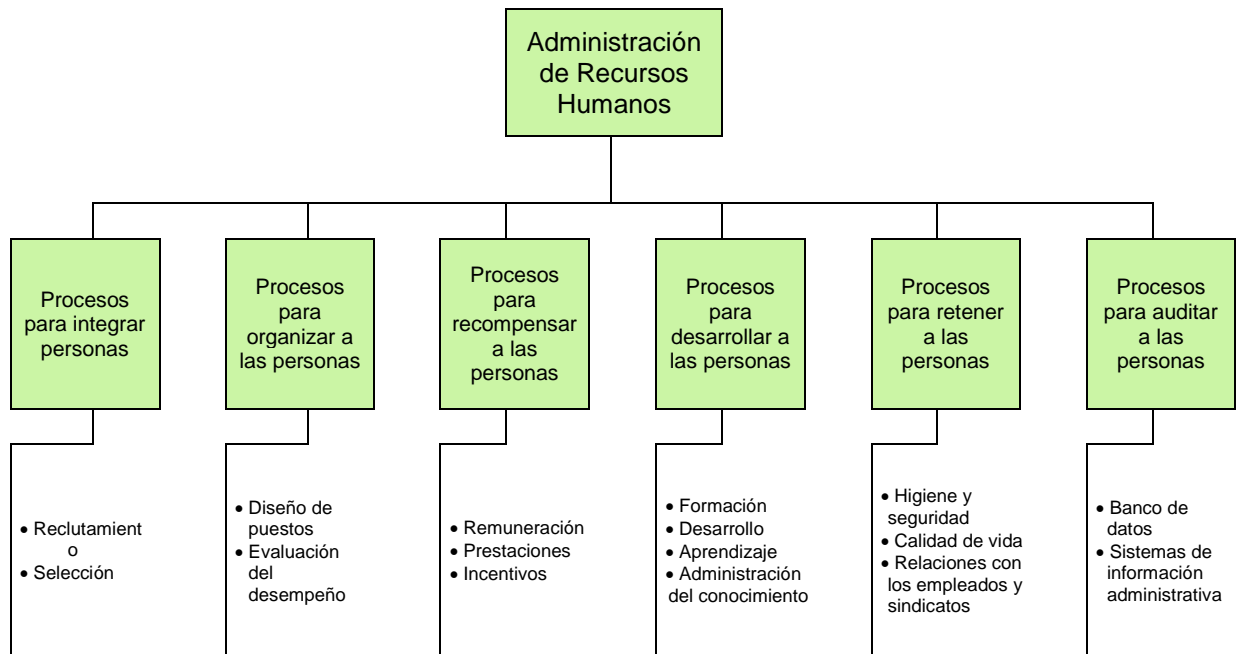 Administración
de Recursos
Humanos
Procesos
para integrar
personas
Procesos
para
organizar a
las personas
Procesos
para
recompensar
a las
personas
Procesos
para
desarrollar a
las personas
Procesos
para retener
a las
personas
Procesos
para auditar
a las
personas
• Reclutamient
o
• Selección
• Diseño de
puestos
• Evaluación
del
desempeño
• Remuneración
• Prestaciones
• Incentivos
• Formación
• Desarrollo
• Aprendizaje
• Administración
del conocimiento
• Higiene y
seguridad
• Calidad de vida
• Relaciones con
los empleados y
sindicatos
• Banco de
datos
• Sistemas de
información
administrativa